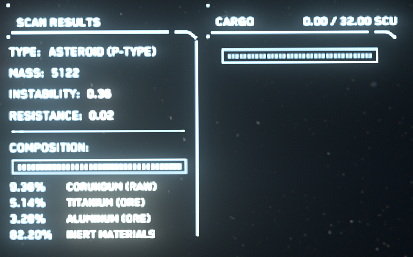 SCAN RESULTS
CARGO 0.00 / 32.00 SCU
TYPE: ASTEROID (P-TYPE)
MASS: 5122
INSTABILITY: 0.36
RESISTANCE: 0.02
COMPOSITION:
9.36% CORUNDUM (RAW)
5.14% TITANIUM (ORE)
3.28% ALUMINUM (ORE)
82.20% INERT MATERIALS